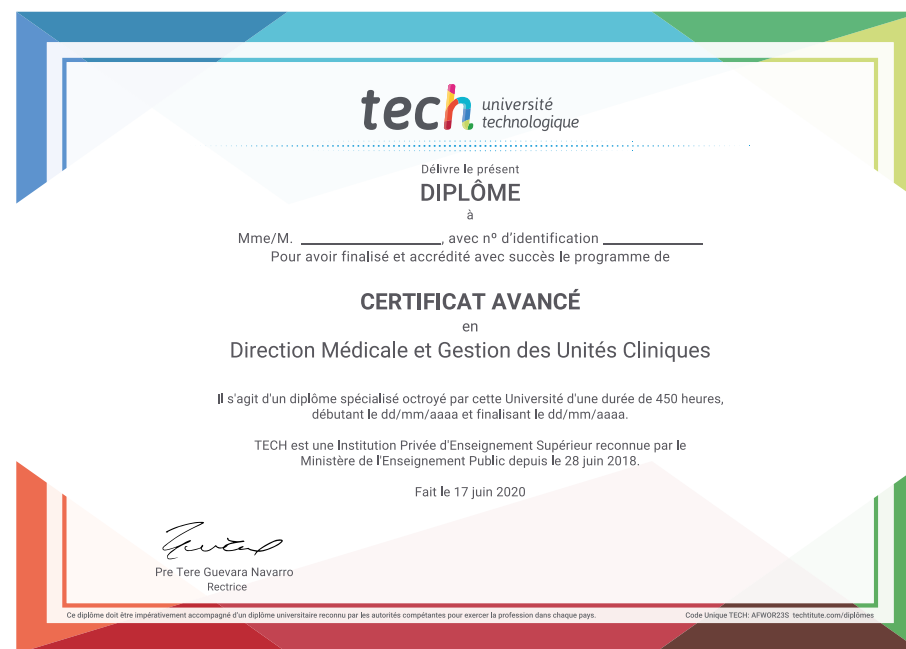 tech université
technologique
Délivre le présent
DIPLÔME
à
Mme/M. ____________________, avec nº d'identification ______________
Pour avoir finalisé et accrédité avec succès le programme de
CERTIFICAT AVANCÉ
en
Direction Médicale et Gestion des Unités Cliniques
Il s'agit d'un diplôme spécialisé octroyé par cette Université d'une durée de 450 heures,
débutant le dd/mm/aaaa et finalisant le dd/mm/aaaa.
TECH est une Institution Privée d'Enseignement Supérieur reconnue par le
Ministère de l'Enseignement Public depuis le 28 juin 2018.
Fait le 17 juin 2020
Pre Tere Guevara Navarro
Rectrice
Ce diplôme doit être impérativement accompagné d'un diplôme universitaire reconnu par les autorités compétantes pour exercer la profession dans chaque pays.
Code Unique TECH: AFWOR23S techtitute.com/diplômes